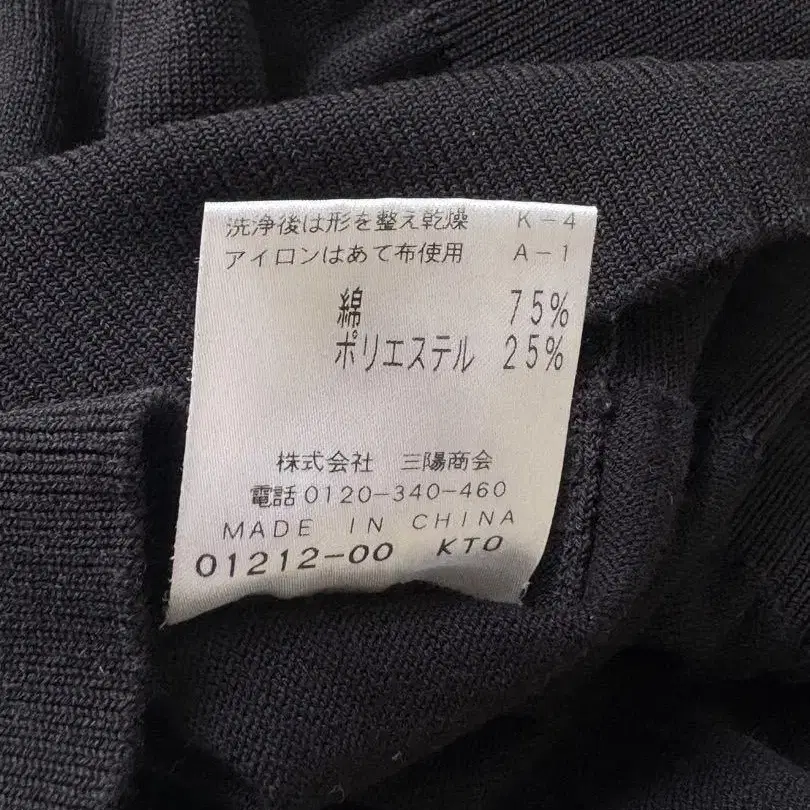 洗浄後は形を整え乾燥 K-4
アイロンはあて布使用 A-1
綿 75%
ポリエステル 25%
株式会社 三陽商会
電話0120-340-460
MADE IN CHINA
01212-00 KTO